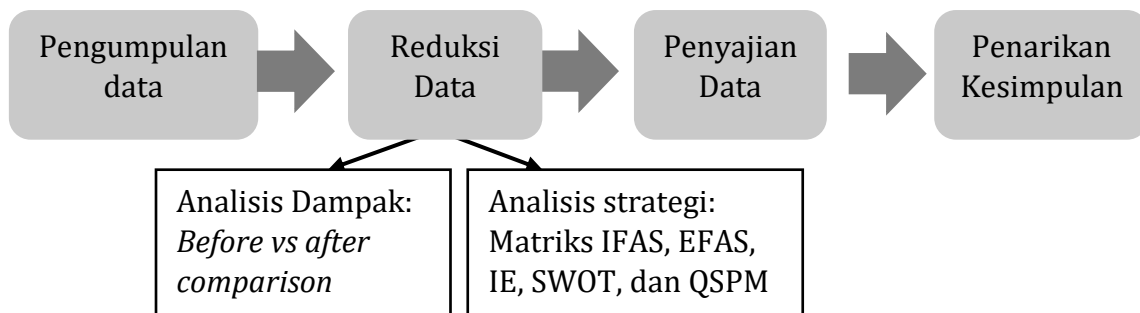 Pengumpulan
data
Reduksi
Data
Penyajian
Data
Penarikan
Kesimpulan
Analisis Dampak:
Before vs after
comparison
Analisis strategi:
Matriks IFAS, EFAS,
IE, SWOT, dan QSPM